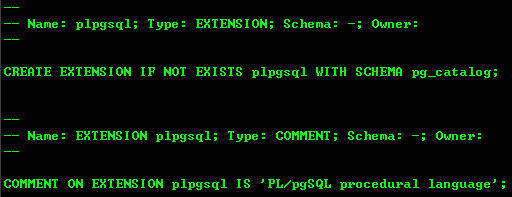 --
-- Name: plpgsql; Type: EXTENSION; Schema: -; Owner:
--
CREATE EXTENSION IF NOT EXISTS plpgsql WITH SCHEMA pg_catalog;
--
-- Name: EXTENSION plpgsql; Type: COMMENT; Schema: -; Owner:
--
COMMENT ON EXTENSION plpgsql IS 'PL/pgSQL procedural language';